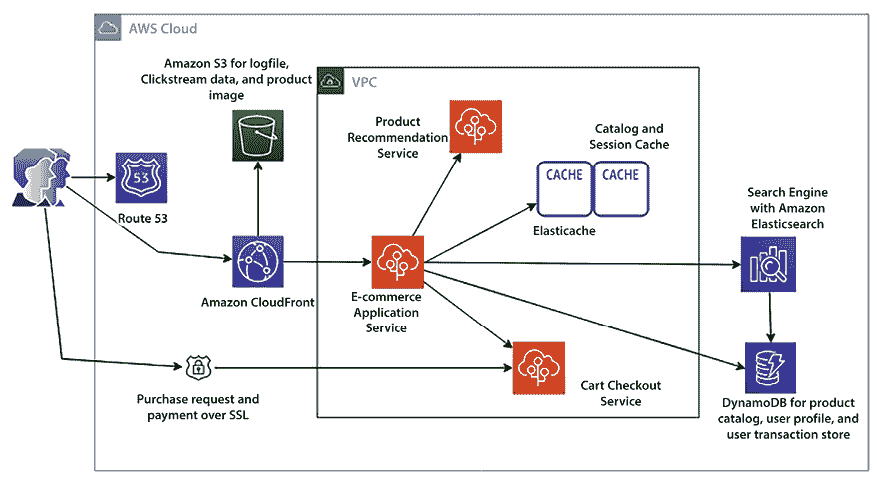 AWS Cloud
Amazon S3 for logfile,
Clickstream data, and product
image
VPC
Product
Recommendation
Service
Catalog and
Session Cache
CACHE
CACHE
Elasticache
Search Engine
with Amazon
Elasticsearch
53
Route 53
Amazon CloudFront
E-commerce
Application
Service
Purchase request and
payment over SSL
Cart Checkout
Service
DynamoDB for product
catalog, user profile, and
user transaction store